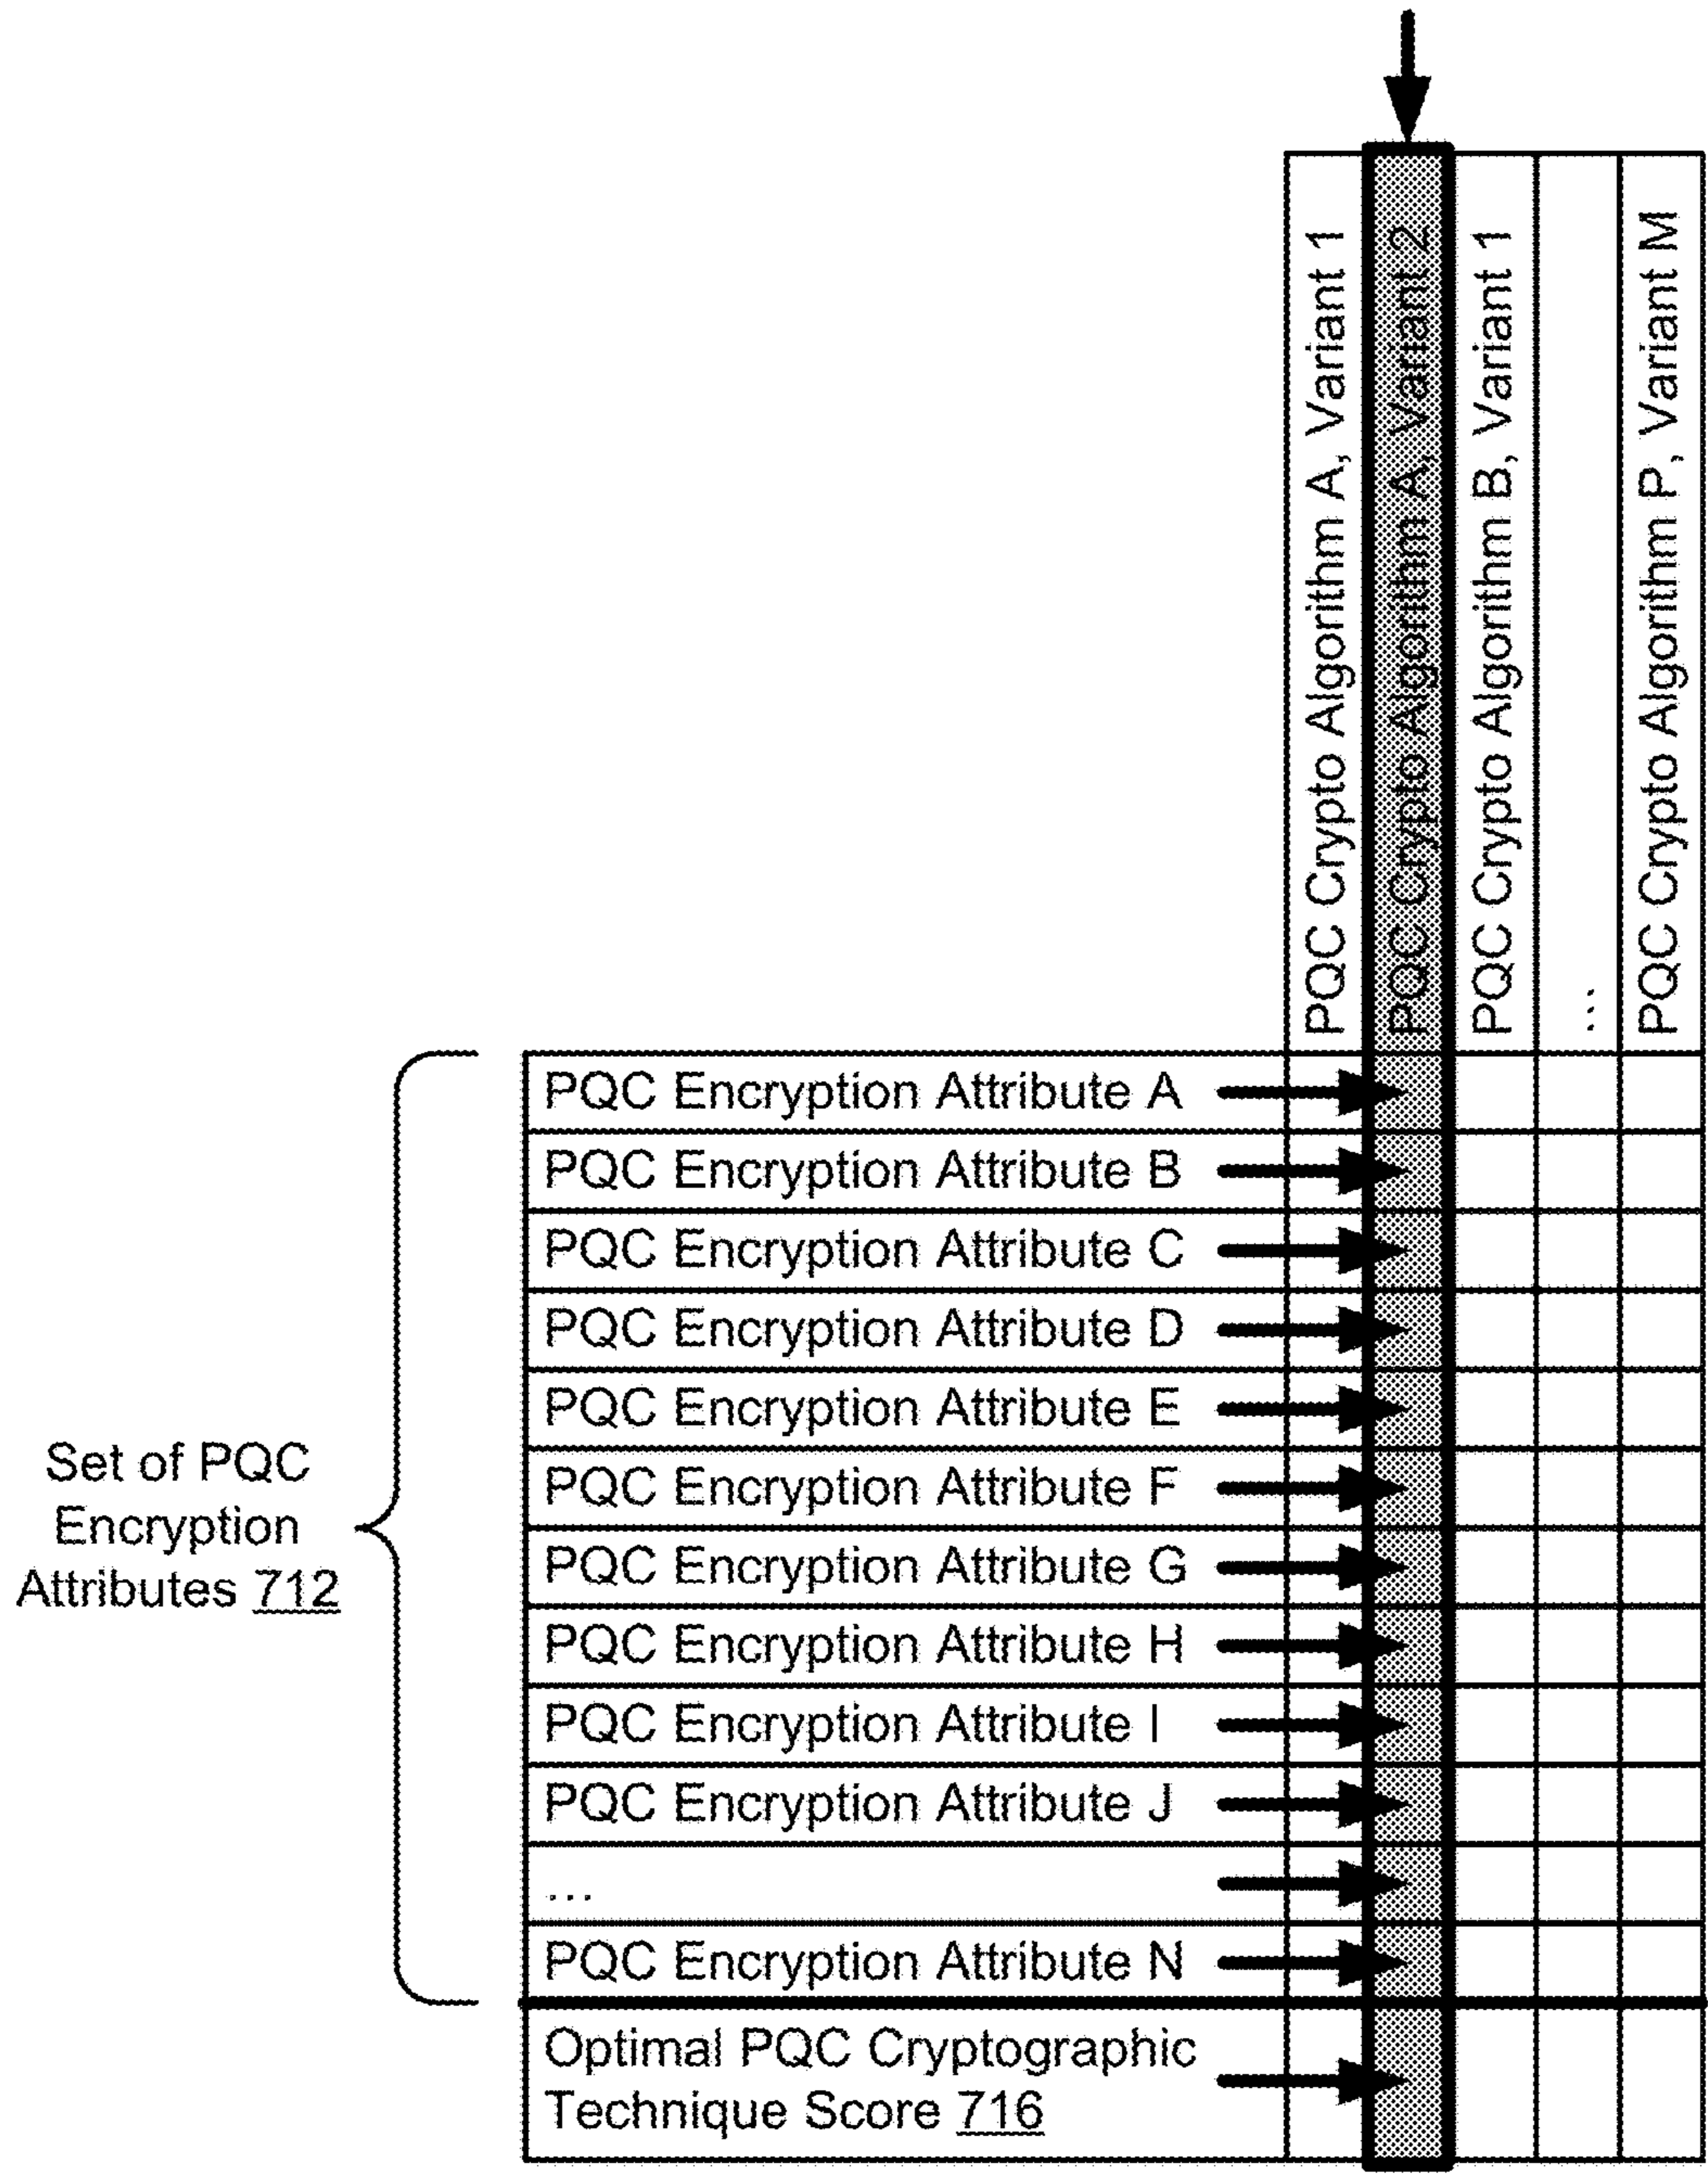 PQC Crypto Algorithm A, Variant 1
PQC Crypto Algorithm A, Variant 2
PQC Crypto Algorithm B, Variant 1
...
PQC Crypto Algorithm P, Variant M
Set of PQC
Encryption
Attributes 712
PQC Encryption Attribute A
PQC Encryption Attribute B
PQC Encryption Attribute C
PQC Encryption Attribute D
PQC Encryption Attribute E
PQC Encryption Attribute F
PQC Encryption Attribute G
PQC Encryption Attribute H
PQC Encryption Attribute I
PQC Encryption Attribute J
...
PQC Encryption Attribute N
Optimal PQC Cryptographic
Technique Score 716